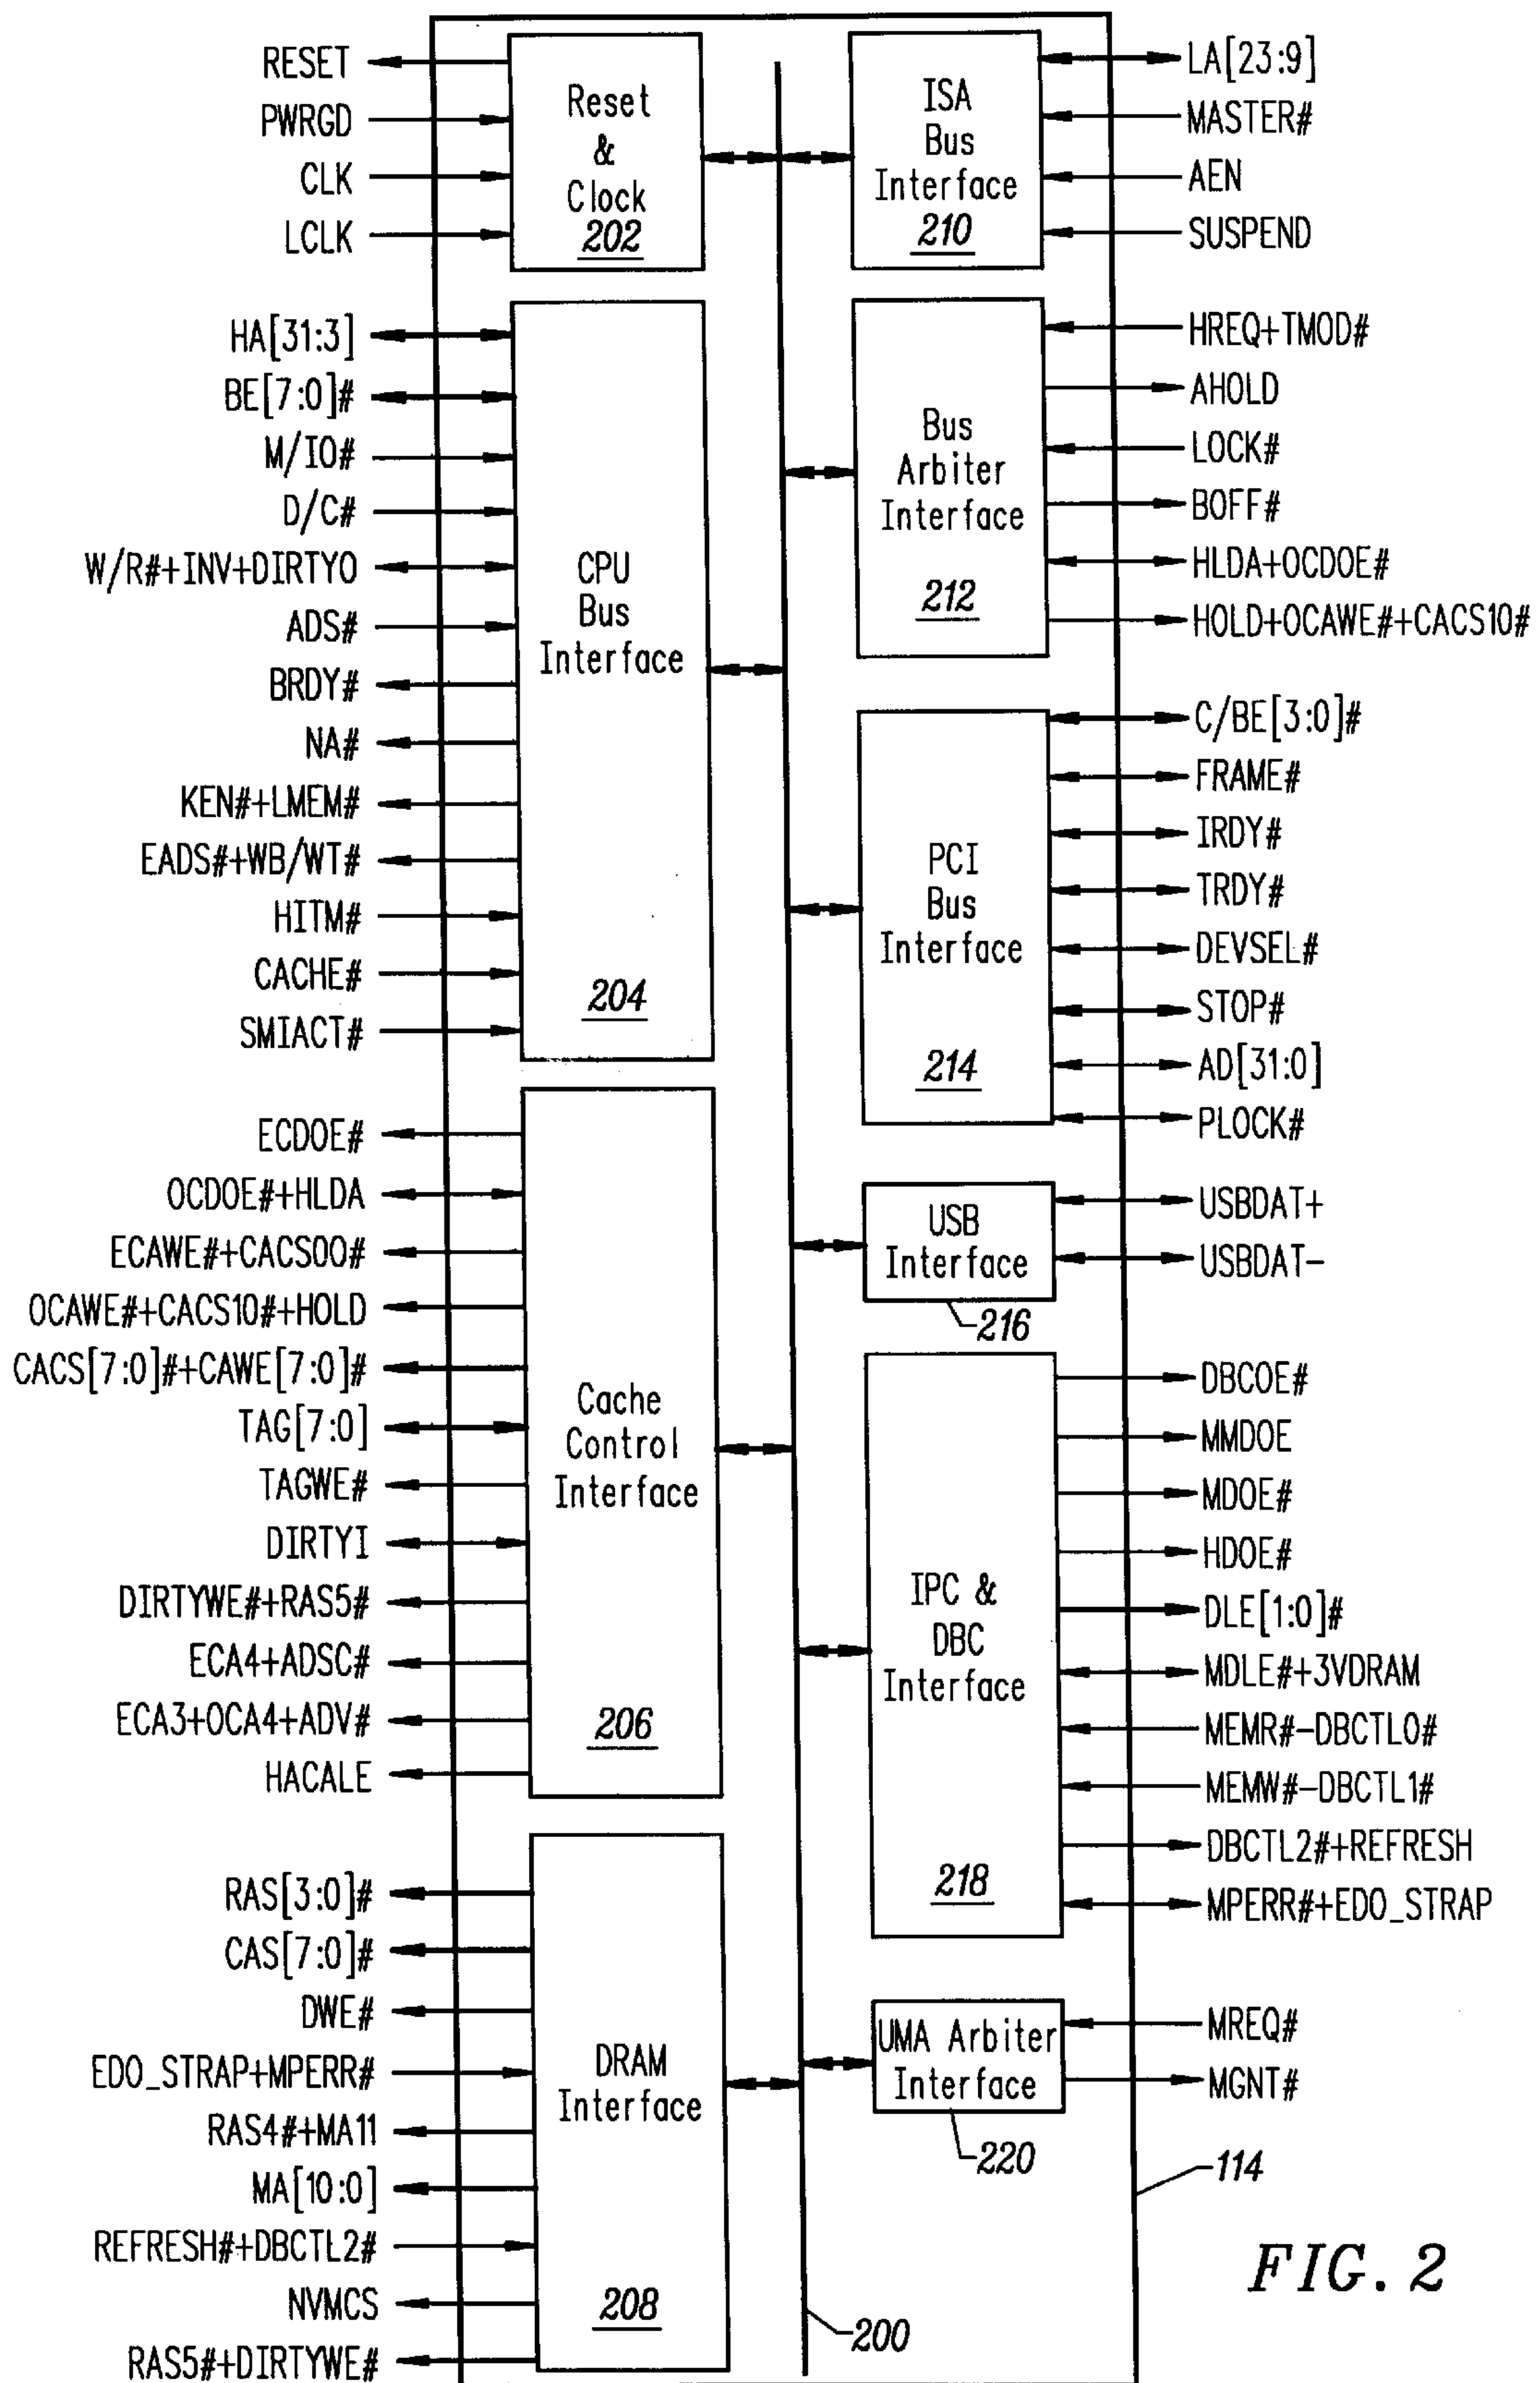 RESET
PWRGD
CLK
LCLK
Reset
&
Clock
202
ISA
Bus
Interface
210
LA[23:9]
MASTER#
AEN
SUSPEND
HA[31:3]
BE[7:0]#
M/IO#
D/C#
W/R#+INV+DIRTYO
ADS#
BRDY#
NA#
KEN#+LMEM#
EADS#+WB/WT#
HITM#
CACHE#
SMIACT#
CPU
Bus
Interface
204
Bus
Arbiter
Interface
212
HREQ+TMOD#
AHOLD
LOCK#
BOFF#
HLDA+OCDOE#
HOLD+OCAWE#+CACS10#
PCI
Bus
Interface
214
C/BE[3:0]#
FRAME#
IRDY#
TRDY#
DEVSEL#
STOP#
AD[31:0]
PLOCK#
ECDOE#
OCDOE#+HLDA
ECAWE#+CACS00#
OCAWE#+CACS10#+HOLD
CACS[7:0]#+CAWE[7:0]#
TAG[7:0]
TAGWE#
DIRTYI
DIRTYWE#+RAS5#
ECA4+ADSC#
ECA3+OCA4+ADV#
HACALE
Cache
Control
Interface
206
USB
Interface
216
USBDAT+
USBDAT-
IPC &
DBC
Interface
218
DBCOE#
MMDOE
MDOE#
HDOE#
DLE[1:0]#
MDLE#+3VDRAM
MEMR#-DBCTL0#
MEMW#-DBCTL1#
DBCTL2#+REFRESH
MPERR#+EDO_STRAP
RAS[3:0]#
CAS[7:0]#
DWE#
EDO_STRAP+MPERR#
RAS4#+MA11
MA[10:0]
REFRESH#+DBCTL2#
NVMCS
RAS5#+DIRTYWE#
DRAM
Interface
208
UMA Arbiter
Interface
220
MREQ#
MGNT#
114
200
FIG. 2